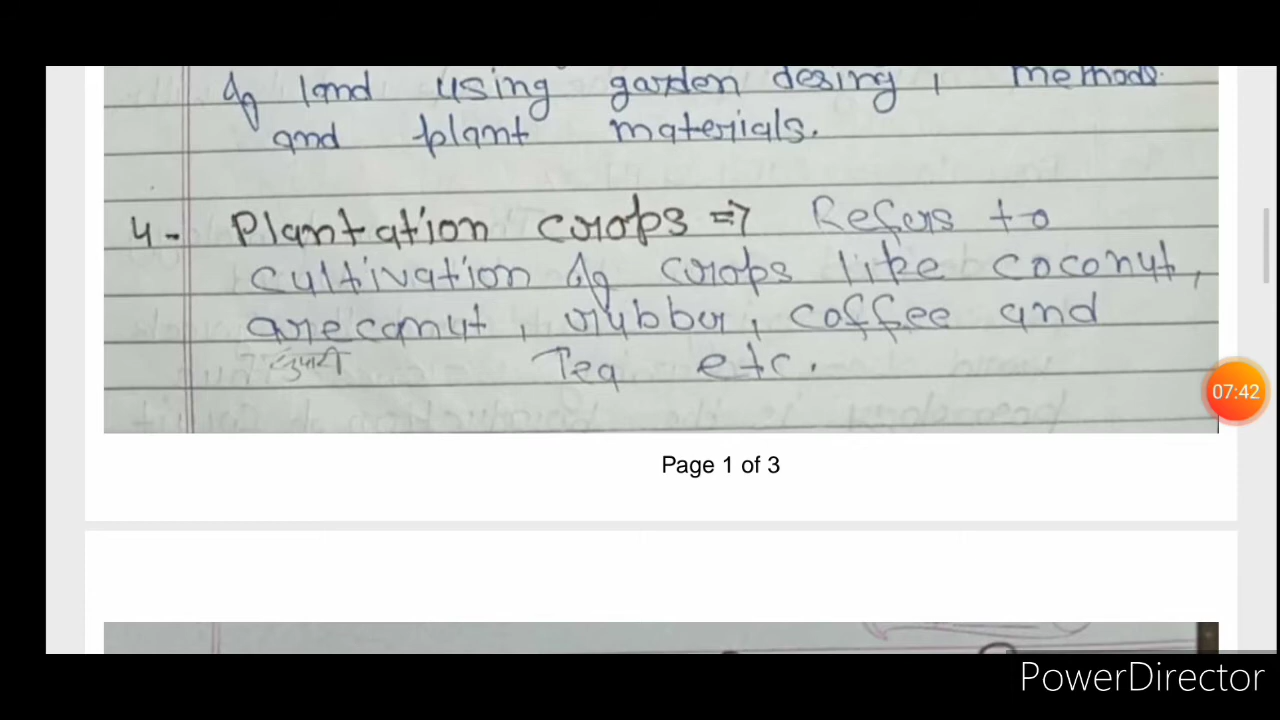 of land using garden desing, methods
and plant materials.
4- Plantation crops => Refers to
cultivation of crops like coconut,
arecanut, rubber, coffee and
सुपारी Tea etc.
07:42
Page 1 of 3
PowerDirector